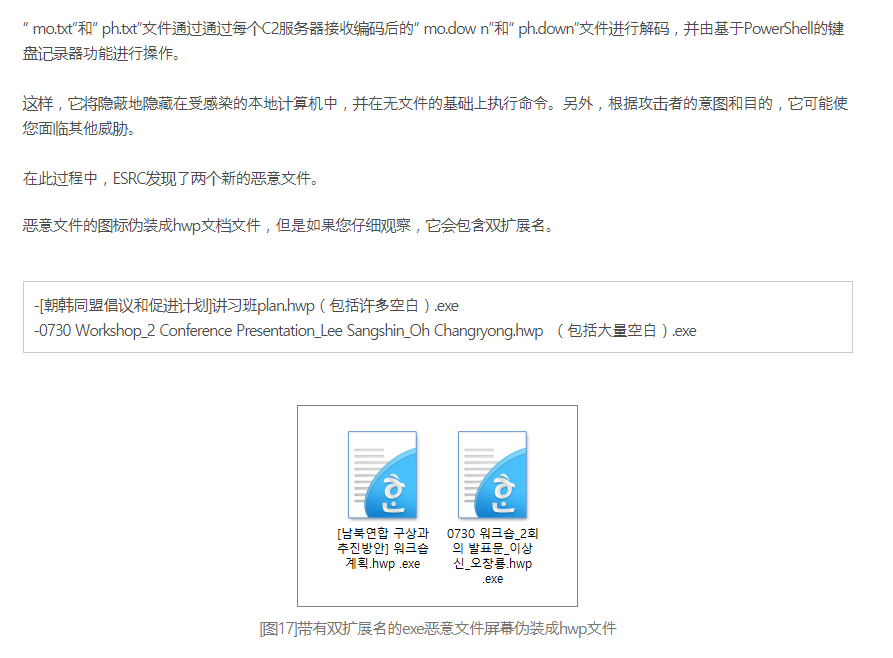 “ mo.txt”和“ ph.txt”文件通过通过每个C2服务器接收编码后的“ mo.dow n”和“ ph.down”文件进行解码，并由基于PowerShell的键
盘记录器功能进行操作。
这样，它将隐蔽地隐藏在受感染的本地计算机中，并在无文件的基础上执行命令。另外，根据攻击者的意图和目的，它可能使
您面临其他威胁。
在此过程中，ESRC发现了两个新的恶意文件。
恶意文件的图标伪装成hwp文档文件，但是如果您仔细观察，它会包含双扩展名。
-[朝韩同盟倡议和促进计划]讲习班plan.hwp（包括许多空白）.exe
-0730 Workshop_2 Conference Presentation_Lee Sangshin_Oh Changryong.hwp （包括大量空白）.exe
한 한
[남북연합 구상과 0730 워크숍_2회
추진방안] 워크숍 의 발표문_이상
계획.hwp .exe 신_오창룡.hwp
.exe
[图17]带有双扩展名的exe恶意文件屏幕伪装成hwp文件